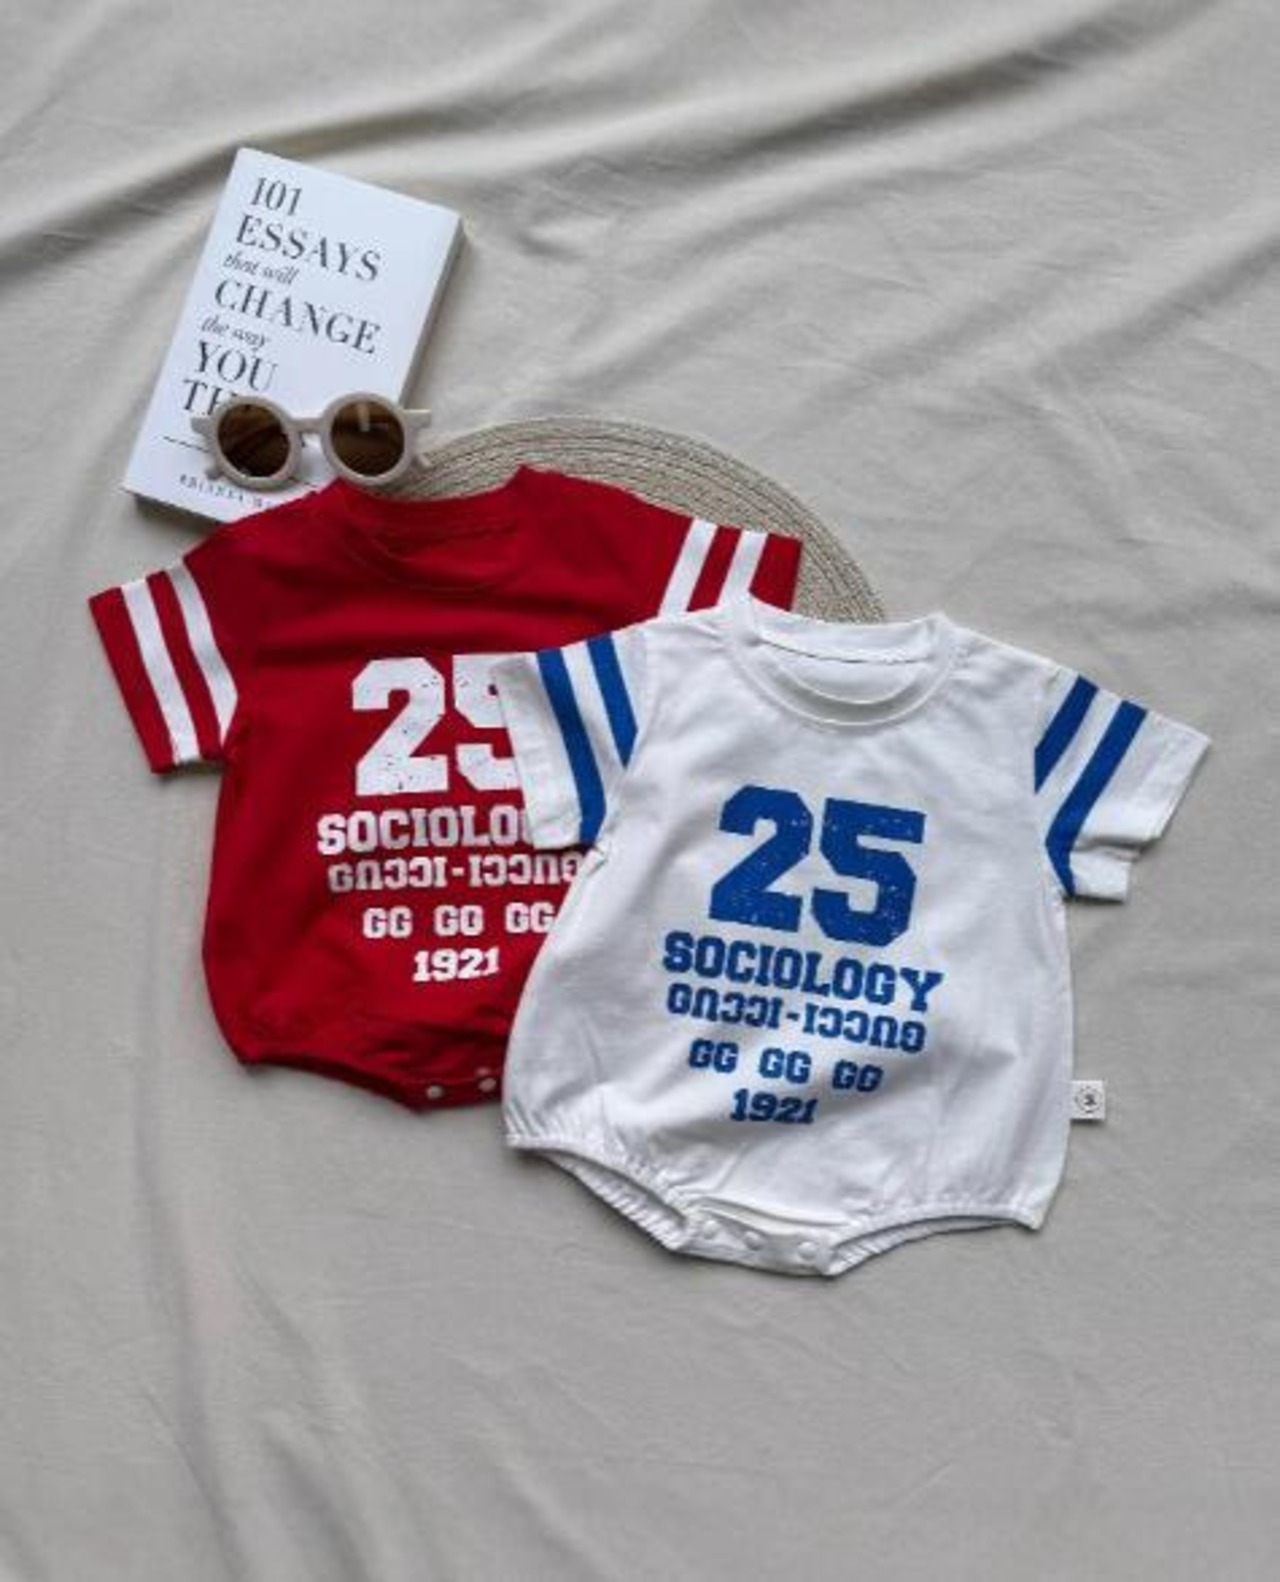 101
ESSAYS
that will
CHANGE
the way
YOU
25
SOCIOLO
GUCCI-ICCUG
GG GG GG
1921
25
SOCIOLOGY
GUCCI-ICCUG
GG GG GG
1921